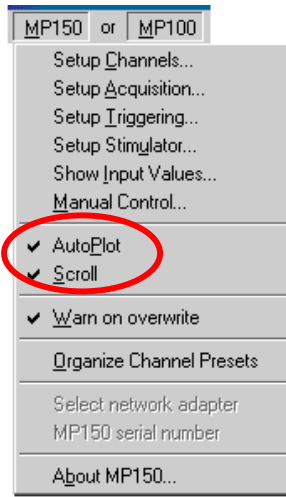 MP150 or MP100
Setup Channels...
Setup Acquisition...
Setup Triggering...
Setup Stimulator...
Show Input Values...
Manual Control...
AutoPlot
Scroll
Warn on overwrite
Organize Channel Presets
Select network adapter
MP150 serial number
About MP150...